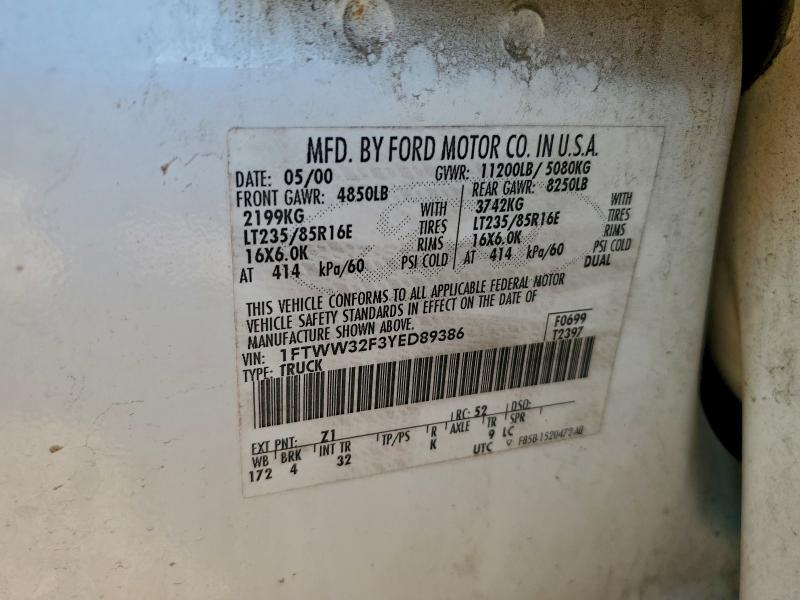 MFD. BY FORD MOTOR CO. IN U.S.A.
DATE: 05/00 GVWR: 11200LB/ 5080KG
FRONT GAWR: 4850LB REAR GAWR: 8250LB
2199KG WITH 3742KG WITH
LT235/85R16E TIRES LT235/85R16E TIRES
16X6.0K RIMS 16X6.0K RIMS
AT 414 kPa/60 PSI COLD AT 414 kPa/60 PSI COLD
DUAL
THIS VEHICLE CONFORMS TO ALL APPLICABLE FEDERAL MOTOR
VEHICLE SAFETY STANDARDS IN EFFECT ON THE DATE OF
MANUFACTURE SHOWN ABOVE.
F0699
VIN: 1FTWW32F3YED89386
T2397
TYPE: TRUCK
EXT PNT: Z1 RC: 52 DSO:
WB BRK INT TR TP/PS R AXLE TR SPR
172 4 32 K 9 LC
UTC